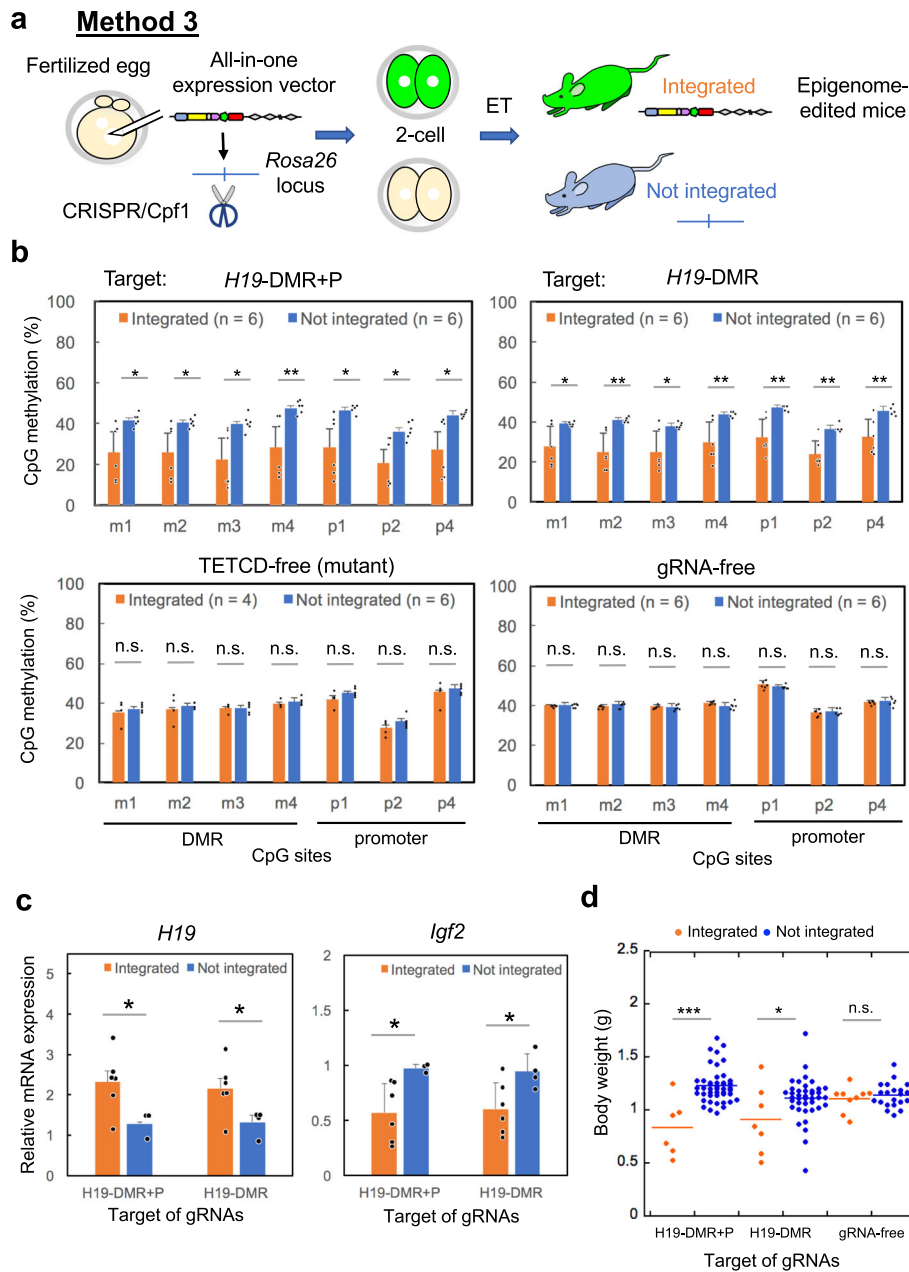 a Method 3
Fertilized egg
All-in-one
expression vector
Rosa26
locus
CRISPR/Cpf1
2-cell
ET
Integrated
Not integrated
Epigenome-
edited mice
b
Target: H19-DMR+P
CpG methylation (%)
100
80
60
40
20
0
Integrated (n = 6) Not integrated (n = 6)
* * * ** * * *
m1 m2 m3 m4 p1 p2 p4
Target: H19-DMR
100
80
60
40
20
0
Integrated (n = 6) Not integrated (n = 6)
* ** * ** ** ** **
m1 m2 m3 m4 p1 p2 p4
TETCD-free (mutant)
CpG methylation (%)
100
80
60
40
20
0
Integrated (n = 4) Not integrated (n = 6)
n.s. n.s. n.s. n.s. n.s. n.s. n.s.
m1 m2 m3 m4 p1 p2 p4
DMR promoter
CpG sites
gRNA-free
100
80
60
40
20
0
Integrated (n = 6) Not integrated (n = 6)
n.s. n.s. n.s. n.s. n.s. n.s. n.s.
m1 m2 m3 m4 p1 p2 p4
DMR promoter
CpG sites
c
H19
Relative mRNA expression
5
4
3
2
1
0
Integrated Not integrated
* *
H19-DMR+P H19-DMR
Target of gRNAs
Igf2
2
1.5
1
0.5
0
Integrated Not integrated
* *
H19-DMR+P H19-DMR
Target of gRNAs
d
Integrated Not integrated
Body weight (g)
2.5
2
1.5
1
0.5
0
*** * n.s.
H19-DMR+P H19-DMR gRNA-free
Target of gRNAs